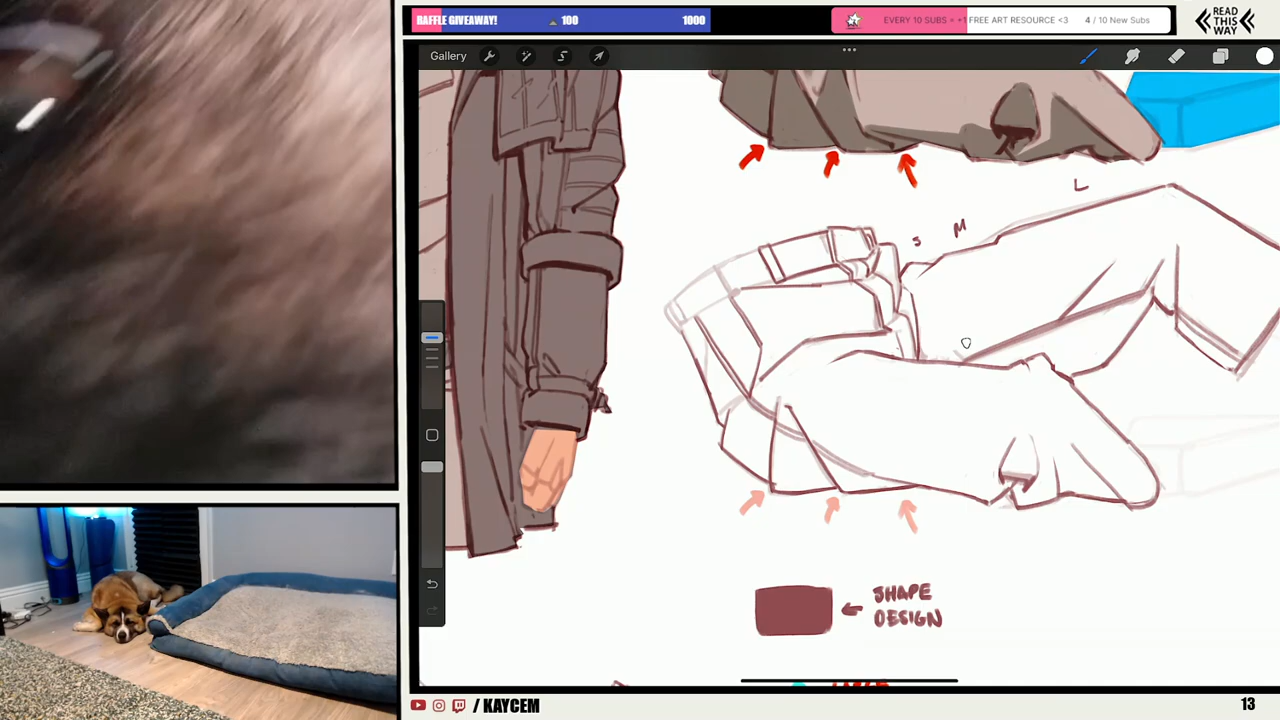 RAFFLE GIVEAWAY! 100 1000
EVERY 10 SUBS × +1 FREE ART RESOURCE <3 4 / 10 New Subs
READ
THIS
WAY
Gallery
L
M
S
SHAPE
DESIGN
/ KAYCEM
13